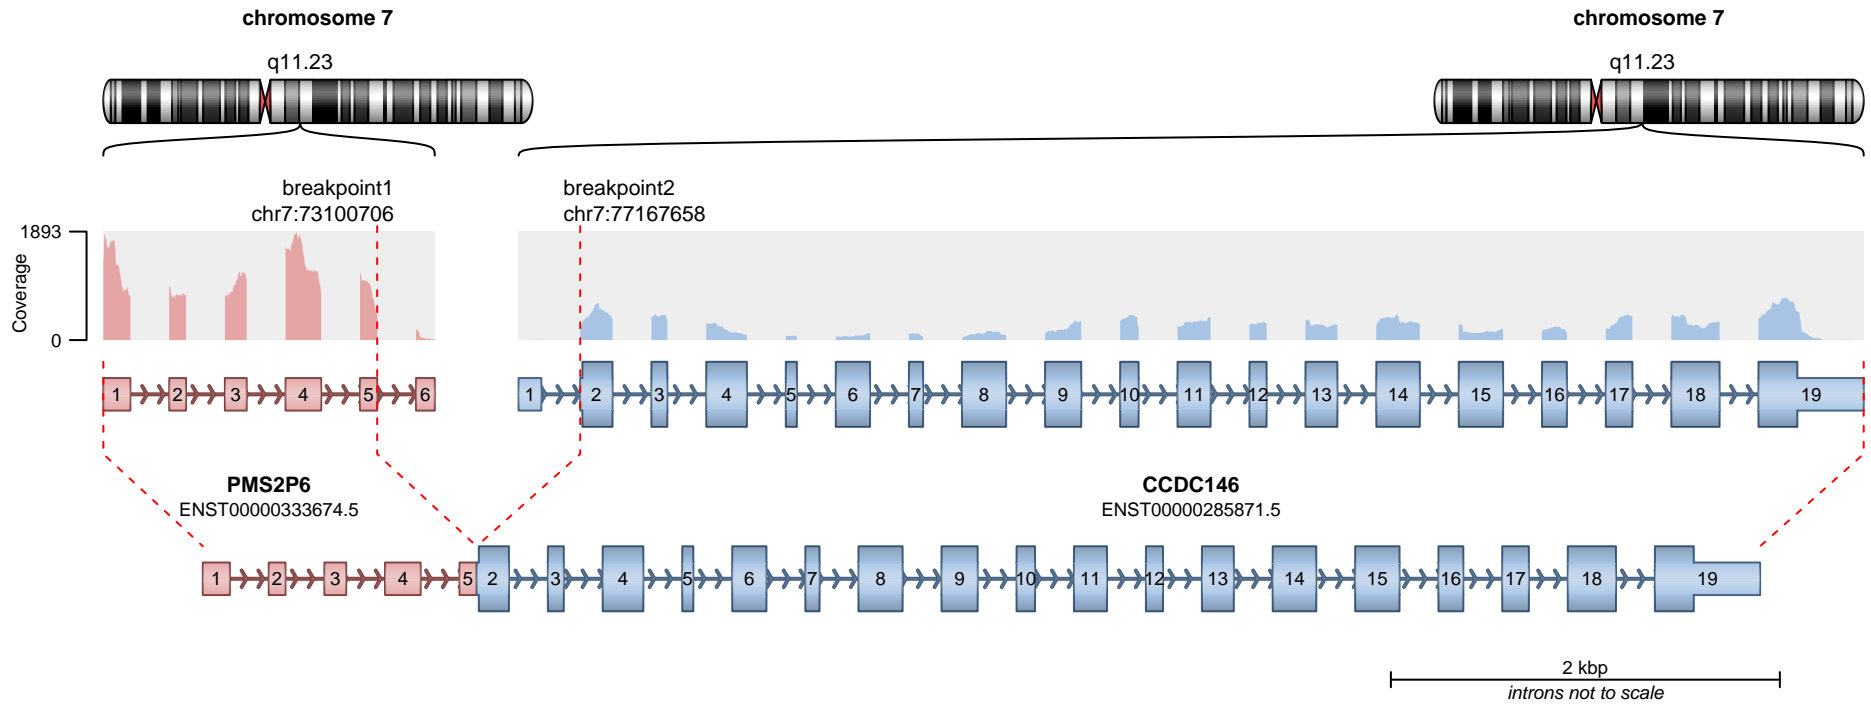 chromosome 7
chromosome 7
q11.23
q11.23
breakpoint1
chr7:73100706
breakpoint2
chr7:77167658
1893
Coverage
0
1 2 3 4 5 6
1 2 3 4 5 6 7 8 9 10 11 12 13 14 15 16 17 18 19
PMS2P6
ENST00000333674.5
CCDC146
ENST00000285871.5
1 2 3 4 5 2 3 4 5 6 7 8 9 10 11 12 13 14 15 16 17 18 19
2 kbp
introns not to scale